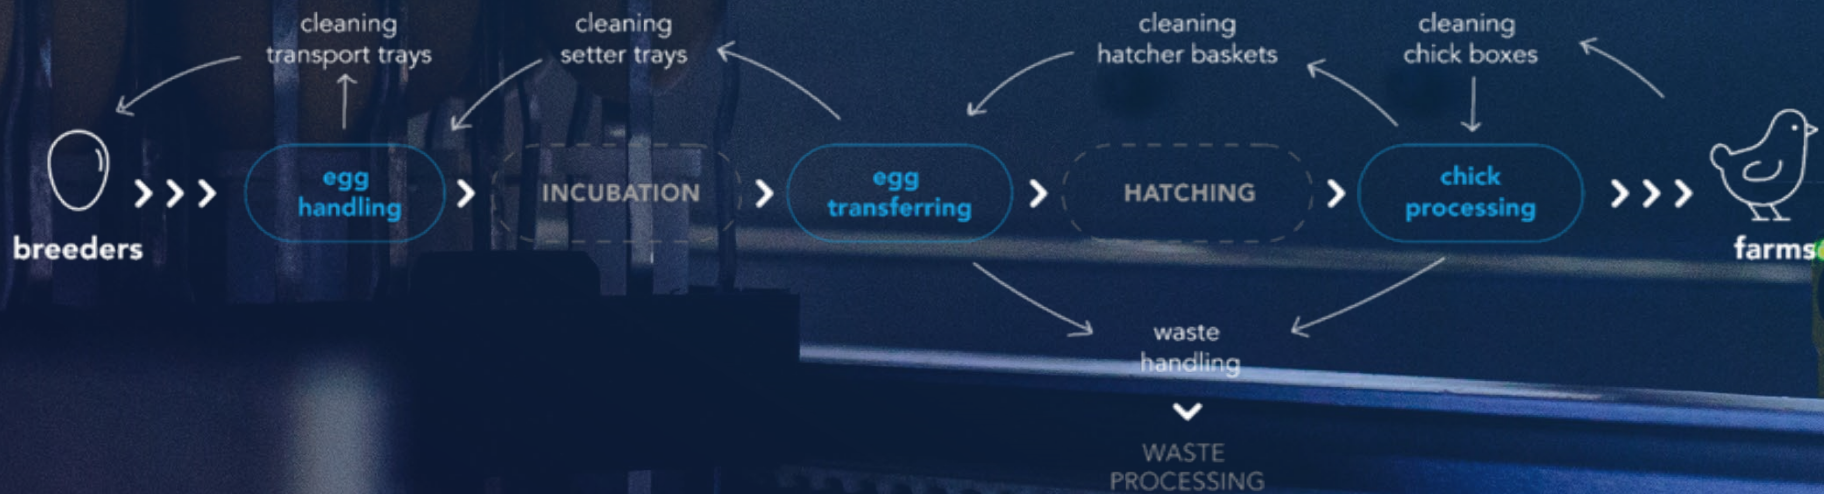 cleaning
transport trays
cleaning
setter trays
cleaning
hatcher baskets
cleaning
chick boxes
breeders
egg
handling
INCUBATION
egg
transferring
HATCHING
chick
processing
farms
waste
handling
WASTE
PROCESSING